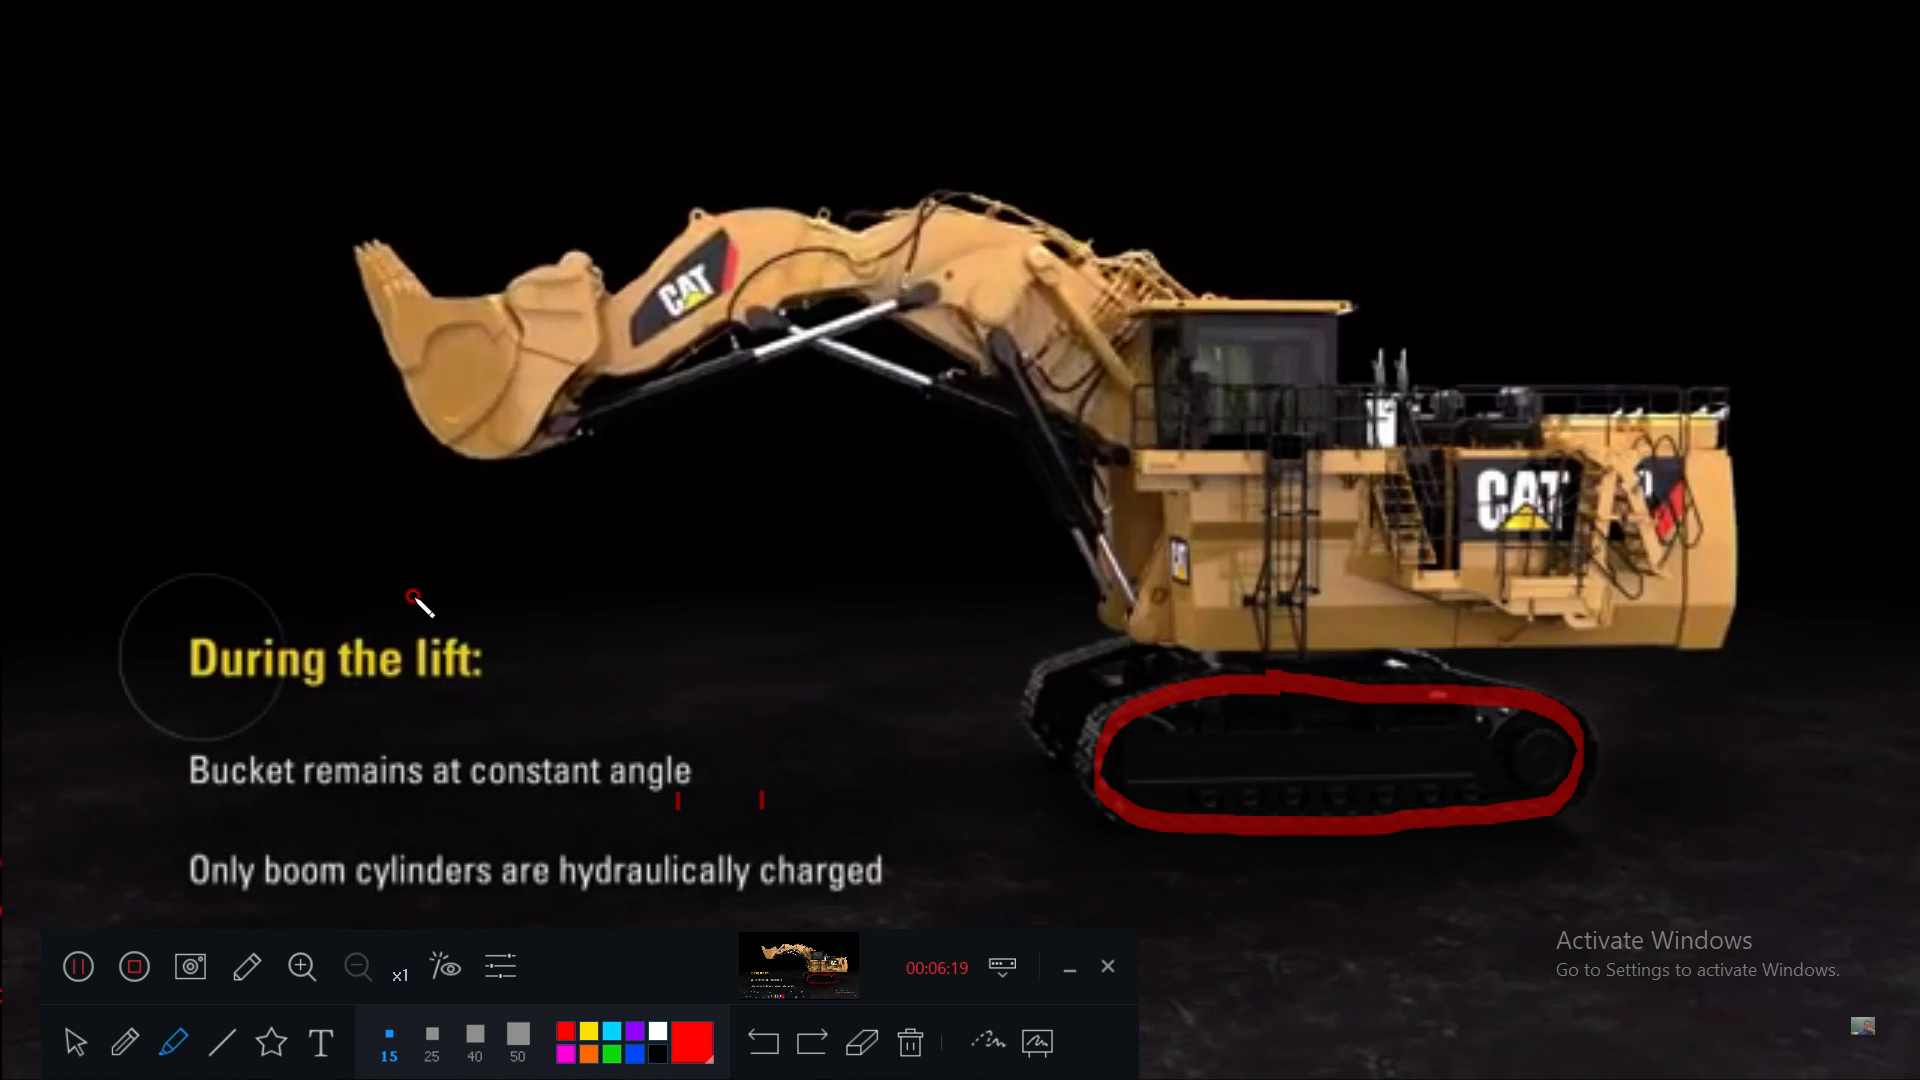 CAT
CAT
During the lift:
Bucket remains at constant angle
Only boom cylinders are hydraulically charged
Activate Windows
Go to Settings to activate Windows.
x1
00:06:19
T
15
25
40
50